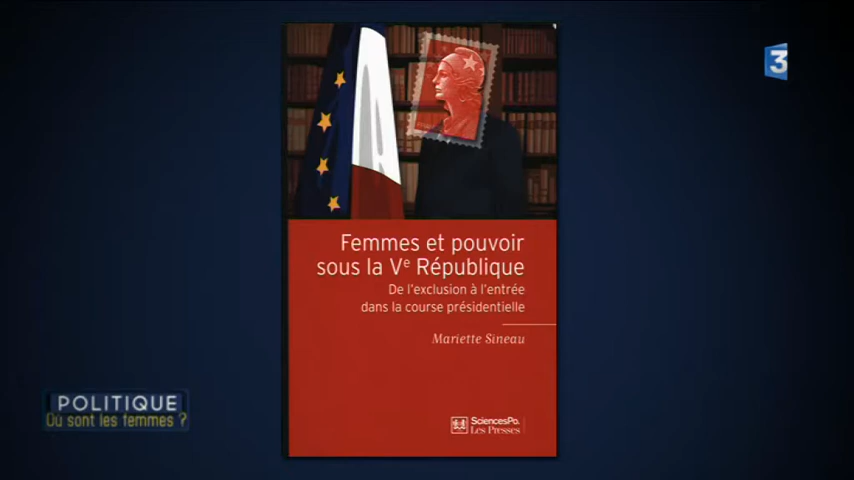 3
Femmes et pouvoir
sous la Ve République
De l'exclusion à l'entrée
dans la course présidentielle
Mariette Sineau
SciencesPo.
Les Presses
POLITIQUE
Où sont les femmes ?